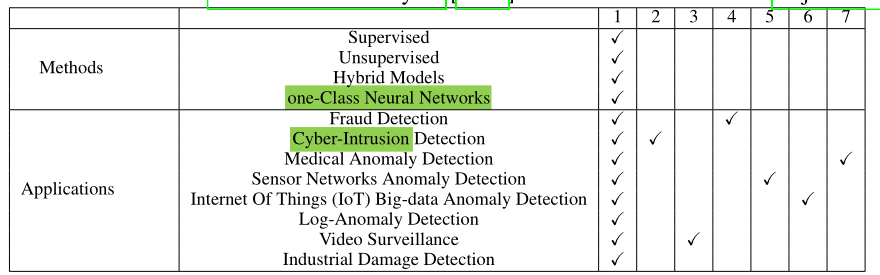 1 2 3 4 5 6 7
Methods
Supervised ✓
Unsupervised ✓
Hybrid Models ✓
one-Class Neural Networks ✓
Applications
Fraud Detection ✓ ✓
Cyber-Intrusion Detection ✓ ✓
Medical Anomaly Detection ✓ ✓
Sensor Networks Anomaly Detection ✓ ✓
Internet Of Things (IoT) Big-data Anomaly Detection ✓ ✓
Log-Anomaly Detection ✓
Video Surveillance ✓ ✓
Industrial Damage Detection ✓